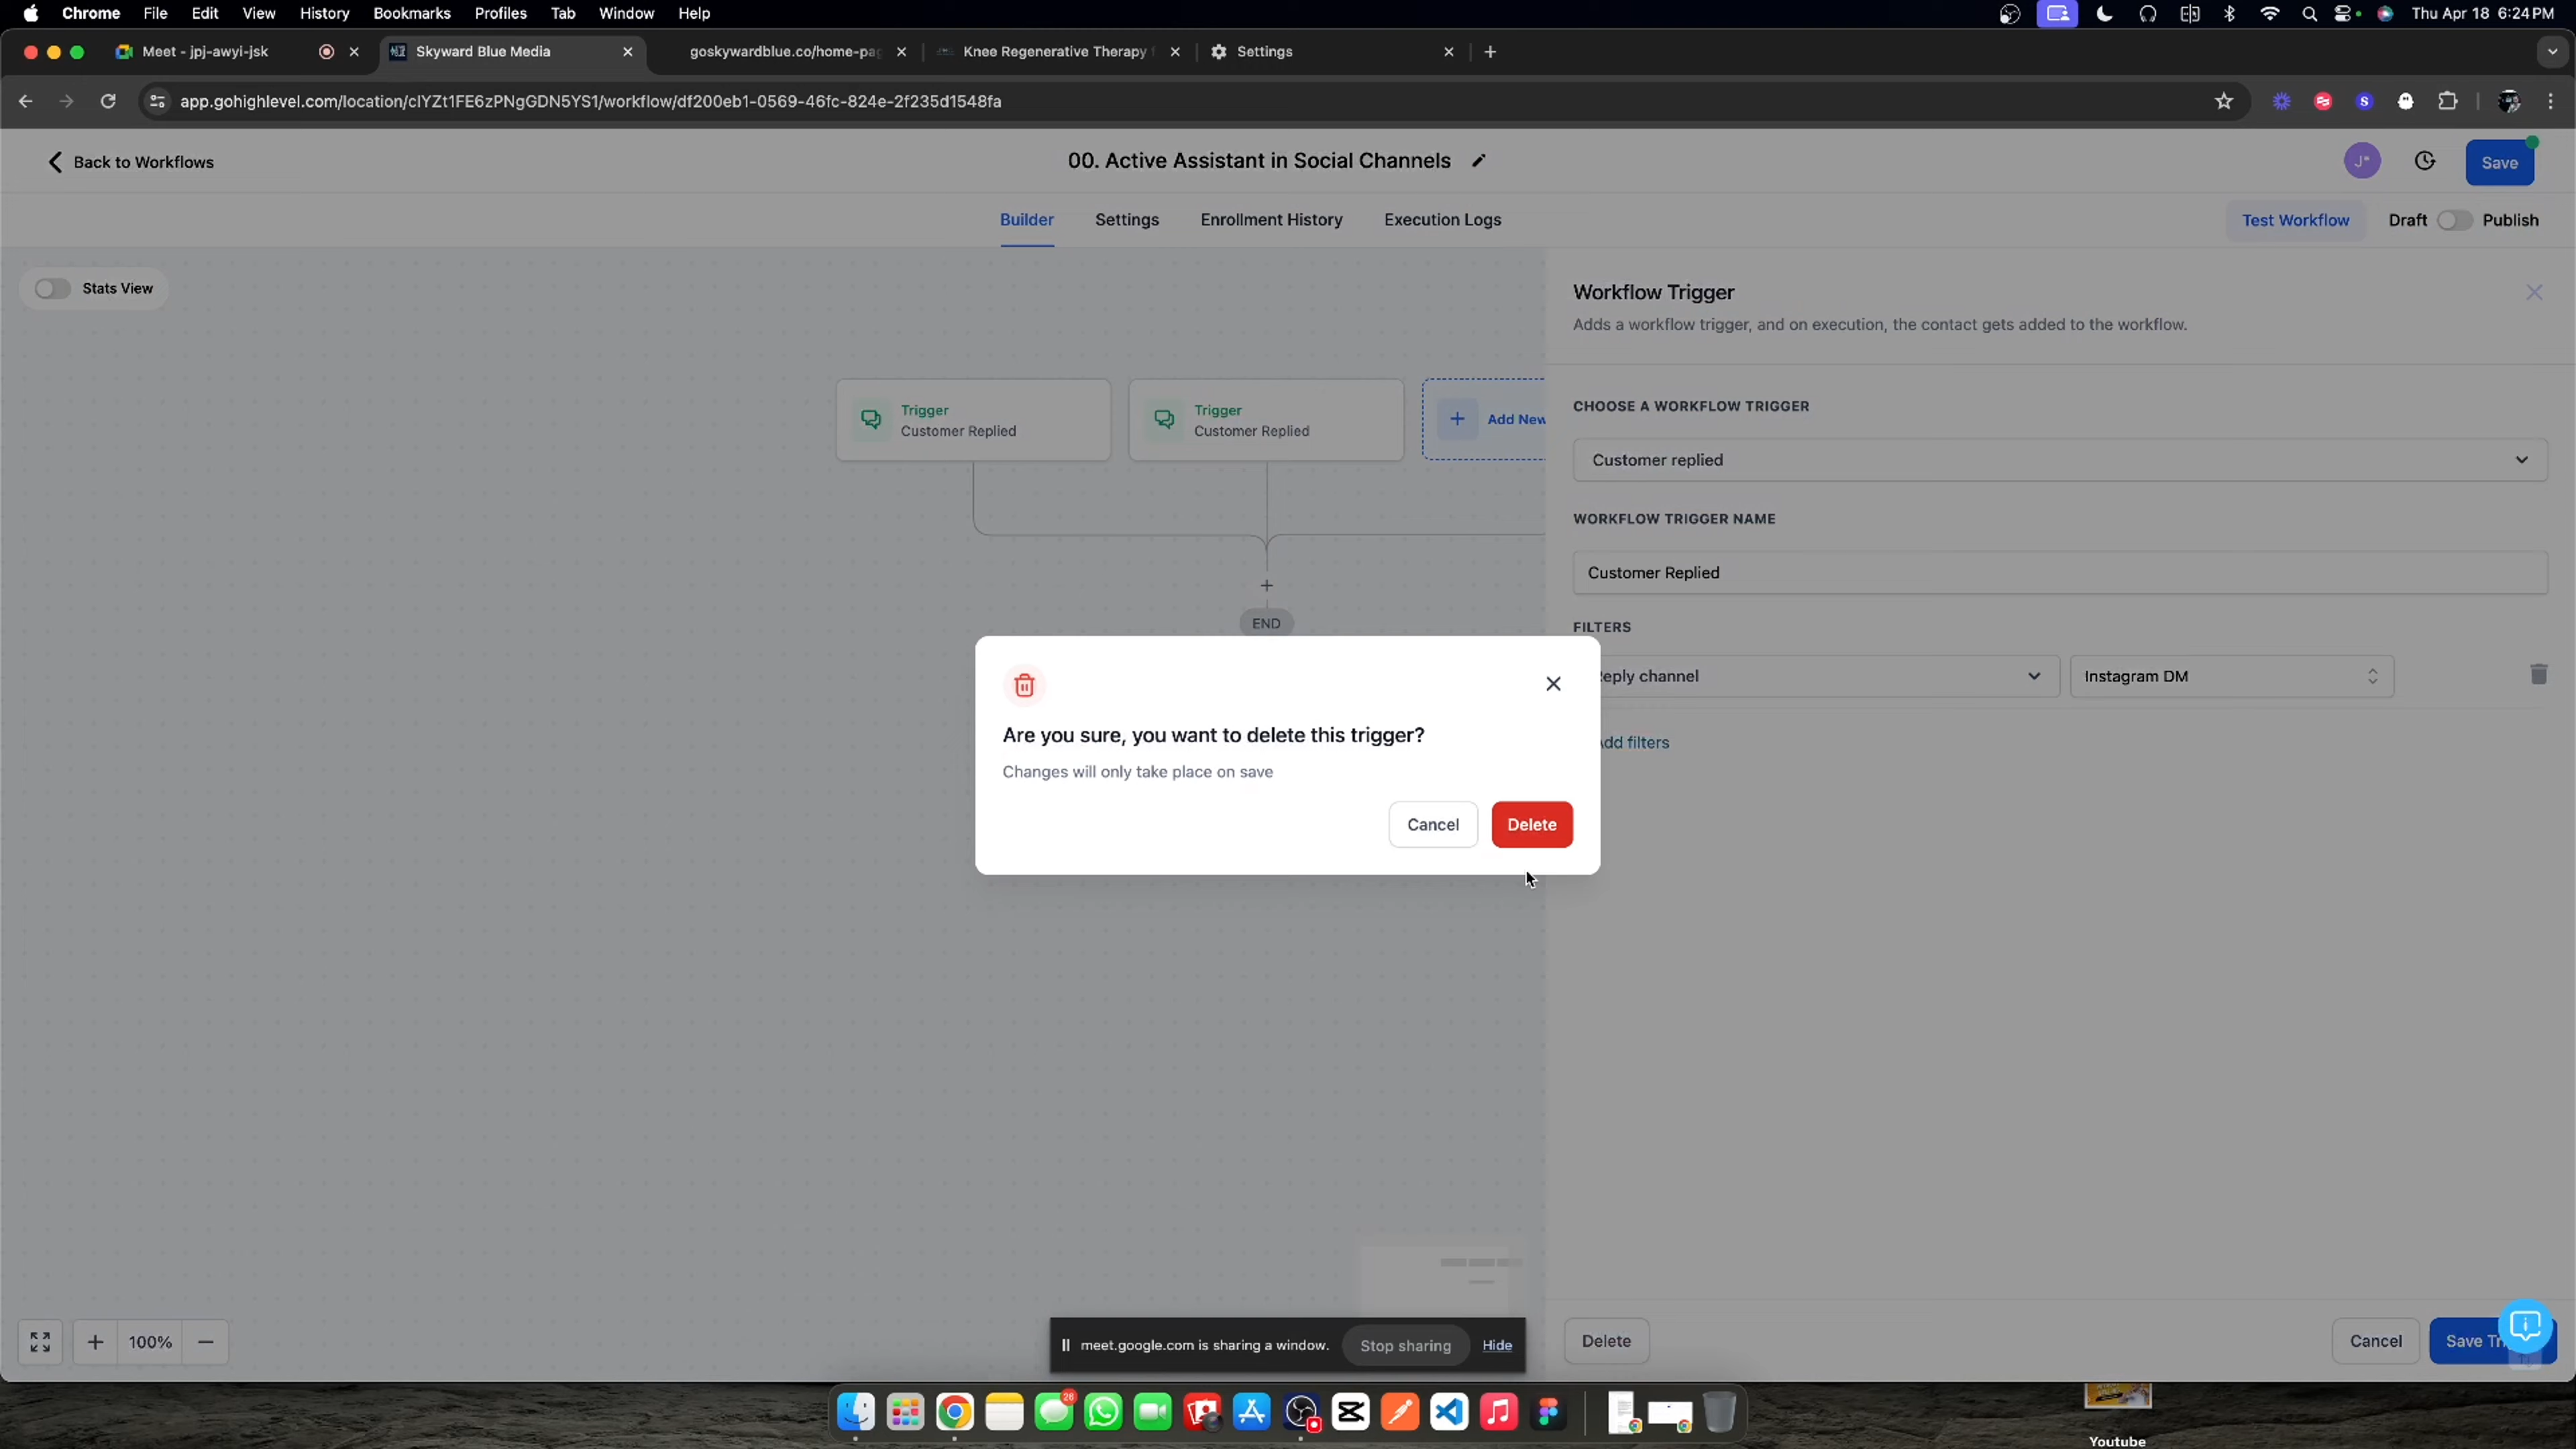 Chrome File Edit View History Bookmarks Profiles Tab Window Help Thu Apr 18 6:24 PM
Meet - jpj-awyi-jsk Skyward Blue Media goskywardblue.co/home-pag Knee Regenerative Therapy Settings
app.gohighlevel.com/location/cIYZt1FE6zPNgGDN5YS1/workflow/df200eb1-0569-46fc-824e-2f235d1548fa
Back to Workflows 00. Active Assistant in Social Channels J* Save
Builder Settings Enrollment History Execution Logs Test Workflow Draft Publish
Stats View
Workflow Trigger
Adds a workflow trigger, and on execution, the contact gets added to the workflow.
Trigger
Customer Replied
Trigger
Customer Replied
Add New
END
CHOOSE A WORKFLOW TRIGGER
Customer replied
WORKFLOW TRIGGER NAME
Customer Replied
FILTERS
eply channel Instagram DM
dd filters
Are you sure, you want to delete this trigger?
Changes will only take place on save
Cancel Delete
100%
meet.google.com is sharing a window. Stop sharing Hide
Delete Cancel Save Tr
28
Youtube